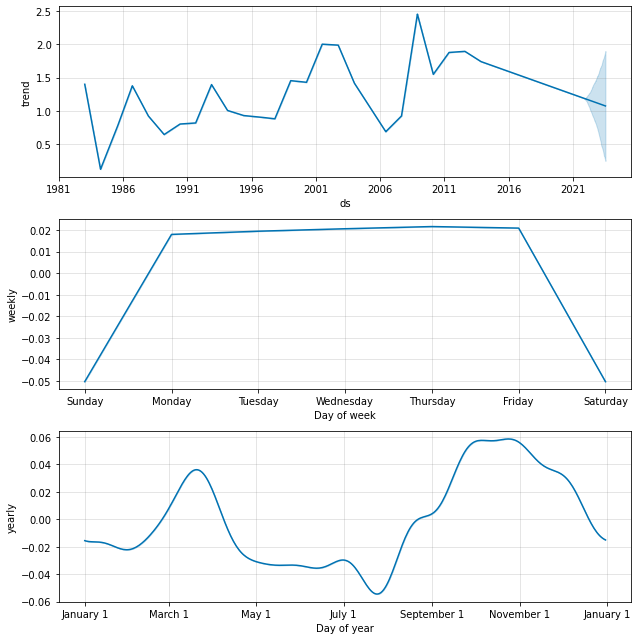 2.5
2.0
1.5
1.0
0.5
trend
1981 1986 1991 1996 2001 2006 2011 2016 2021
ds
0.02
0.01
0.00
−0.01
−0.02
−0.03
−0.04
−0.05
weekly
Sunday Monday Tuesday Wednesday Thursday Friday Saturday
Day of week
0.06
0.04
0.02
0.00
−0.02
−0.04
−0.06
yearly
January 1 March 1 May 1 July 1 September 1 November 1 January 1
Day of year